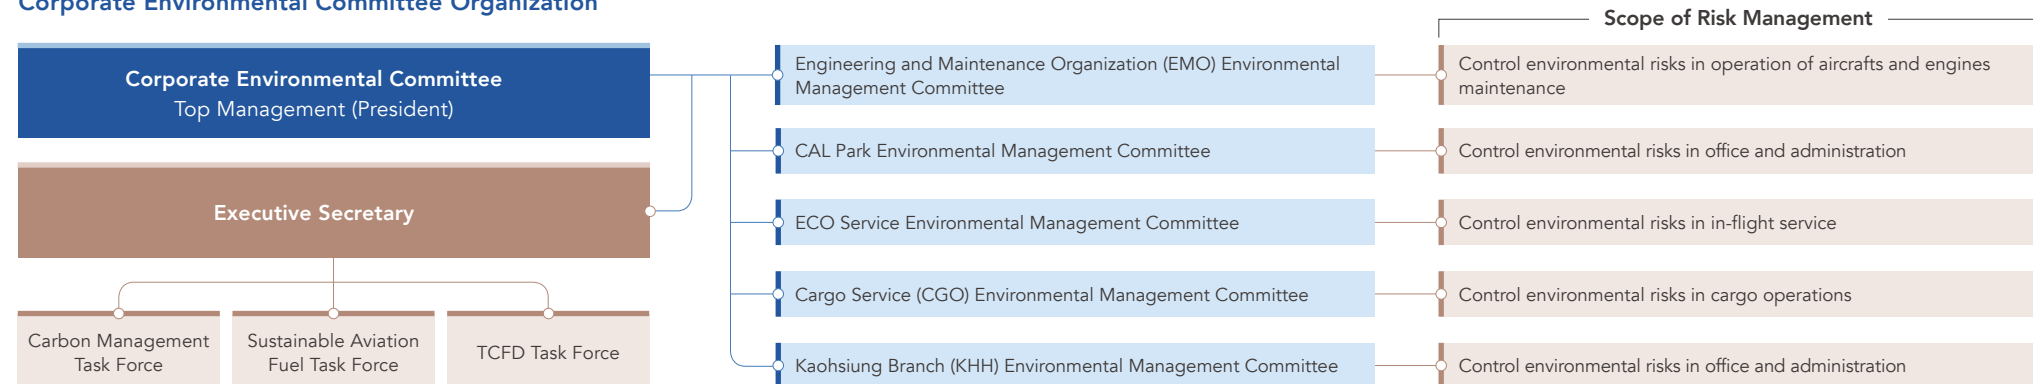 Corporate Environmental Committee Organization
Scope of Risk Management
Corporate Environmental Committee
Top Management (President)
Executive Secretary
Carbon Management
Task Force
Sustainable Aviation
Fuel Task Force
TCFD Task Force
Engineering and Maintenance Organization (EMO) Environmental
Management Committee
Control environmental risks in operation of aircrafts and engines
maintenance
CAL Park Environmental Management Committee
Control environmental risks in office and administration
ECO Service Environmental Management Committee
Control environmental risks in in-flight service
Cargo Service (CGO) Environmental Management Committee
Control environmental risks in cargo operations
Kaohsiung Branch (KHH) Environmental Management Committee
Control environmental risks in office and administration